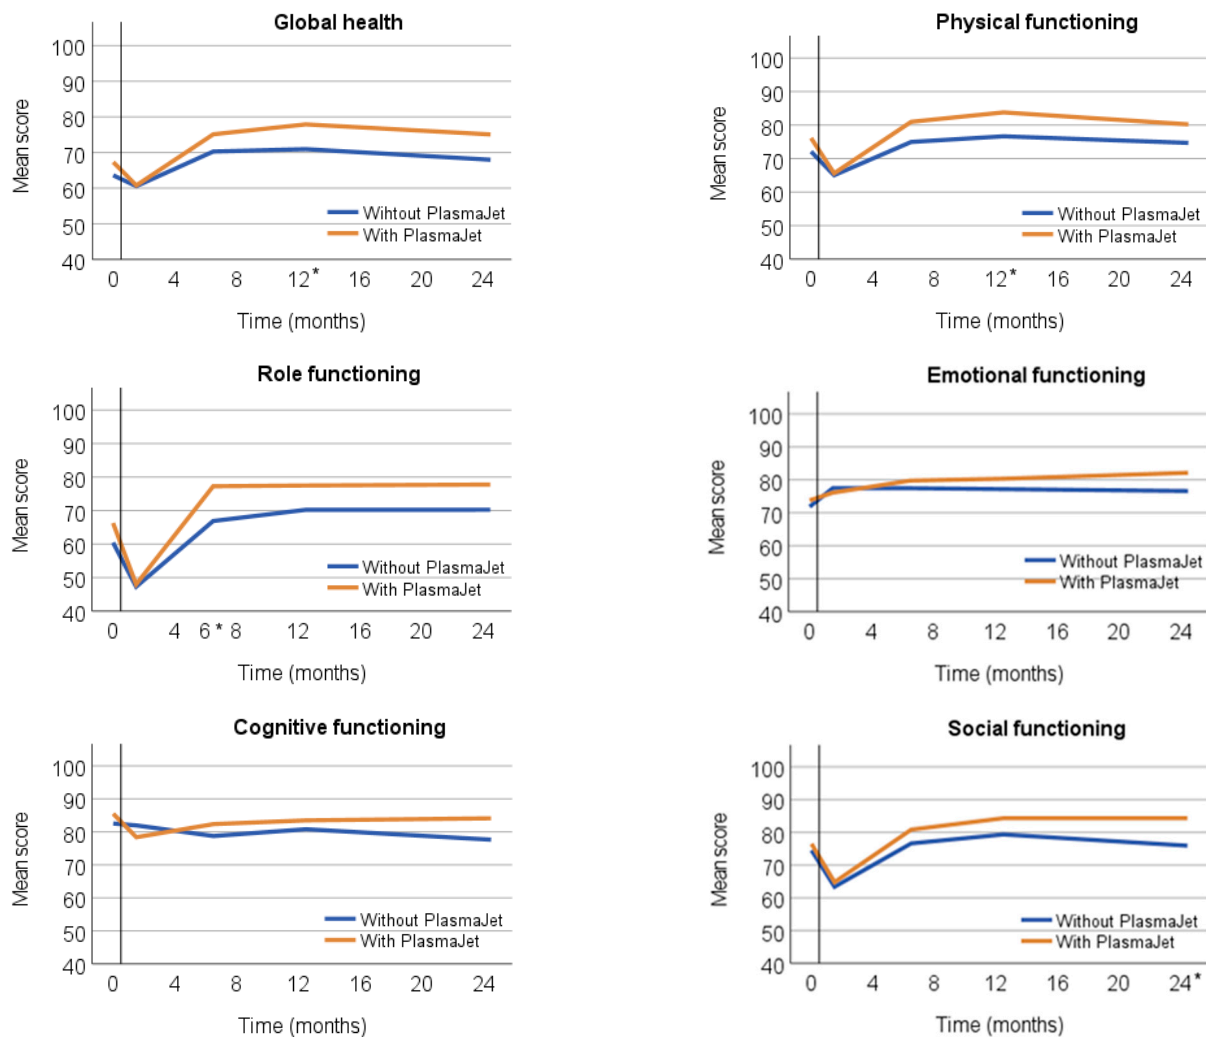 Global health
Mean score
100
90
80
70
60
50
40
Wihtout PlasmaJet
With PlasmaJet
0 4 8 12* 16 20 24
Time (months)
Physical functioning
Mean score
100
90
80
70
60
50
40
Without PlasmaJet
With PlasmaJet
0 4 8 12* 16 20 24
Time (months)
Role functioning
Mean score
100
90
80
70
60
50
40
Without PlasmaJet
With PlasmaJet
0 4 6 * 8 12 16 20 24
Time (months)
Emotional functioning
Mean score
100
90
80
70
60
50
40
Without PlasmaJet
With PlasmaJet
0 4 8 12 16 20 24
Time (months)
Cognitive functioning
Mean score
100
90
80
70
60
50
40
Without PlasmaJet
With PlasmaJet
0 4 8 12 16 20 24
Time (months)
Social functioning
Mean score
100
90
80
70
60
50
40
Without PlasmaJet
With PlasmaJet
0 4 8 12 16 20 24*
Time (months)